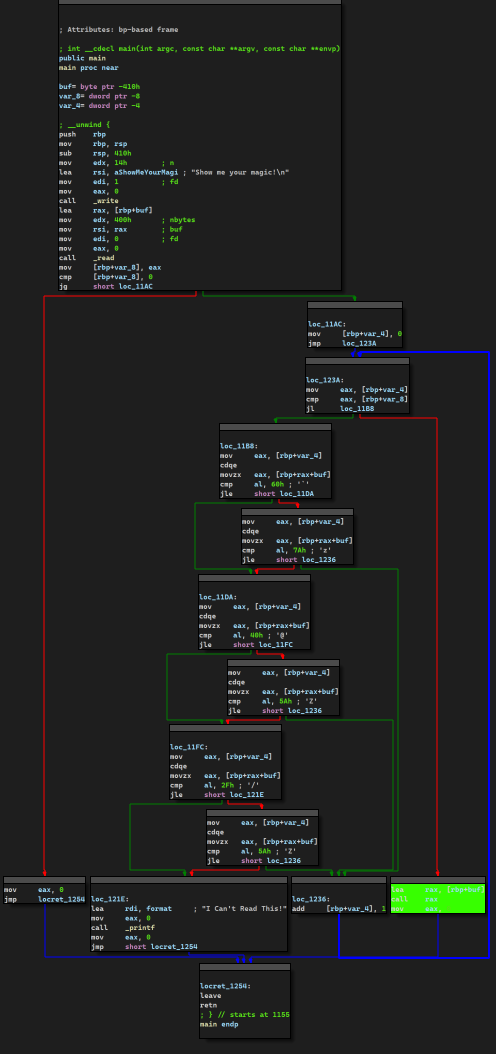 ; Attributes: bp-based frame
; int __cdecl main(int argc, const char **argv, const char **envp)
public main
main proc near
buf= byte ptr -410h
var_8= dword ptr -8
var_4= dword ptr -4
; __unwind {
push rbp
mov rbp, rsp
sub rsp, 410h
mov edx, 14h ; n
lea rsi, aShowMeYourMagi ; "Show me your magic!\n"
mov edi, 1 ; fd
mov eax, 0
call _write
lea rax, [rbp+buf]
mov edx, 400h ; nbytes
mov rsi, rax ; buf
mov edi, 0 ; fd
mov eax, 0
call _read
mov [rbp+var_8], eax
cmp [rbp+var_8], 0
jg short loc_11AC
loc_11AC:
mov [rbp+var_4], 0
jmp loc_123A
loc_123A:
mov eax, [rbp+var_4]
cmp eax, [rbp+var_8]
jl loc_11B8
loc_11B8:
mov eax, [rbp+var_4]
cdqe
movzx eax, [rbp+rax+buf]
cmp al, 60h ; '`'
jle short loc_11DA
mov eax, [rbp+var_4]
cdqe
movzx eax, [rbp+rax+buf]
cmp al, 7Ah ; 'z'
jle short loc_1236
loc_11DA:
mov eax, [rbp+var_4]
cdqe
movzx eax, [rbp+rax+buf]
cmp al, 40h ; '@'
jle short loc_11FC
mov eax, [rbp+var_4]
cdqe
movzx eax, [rbp+rax+buf]
cmp al, 5Ah ; 'Z'
jle short loc_1236
loc_11FC:
mov eax, [rbp+var_4]
cdqe
movzx eax, [rbp+rax+buf]
cmp al, 2Fh ; '/'
jle short loc_121E
mov eax, [rbp+var_4]
cdqe
movzx eax, [rbp+rax+buf]
cmp al, 5Ah ; 'Z'
jle short loc_1236
mov eax, 0
jmp locret_1254
loc_121E:
lea rdi, format ; "I Can't Read This!"
mov eax, 0
call _printf
mov eax, 0
jmp short locret_1254
loc_1236:
add [rbp+var_4], 1
lea rax, [rbp+buf]
call rax
mov eax,
locret_1254:
leave
retn
; } // starts at 1155
main endp